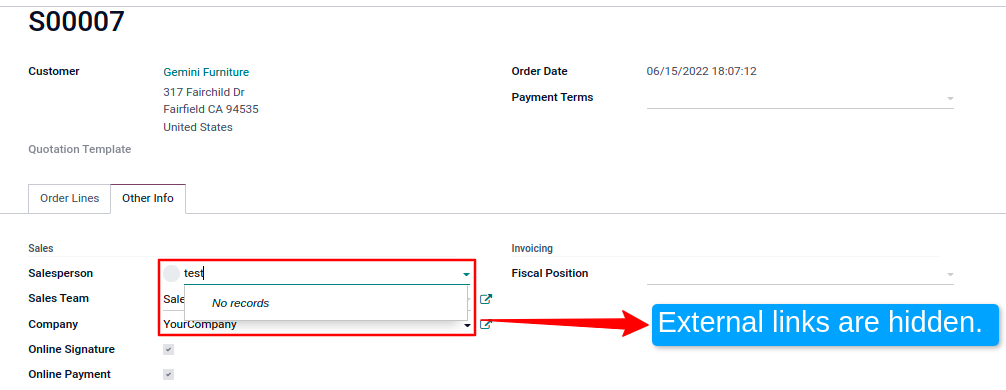 S00007
Customer
Gemini Furniture
317 Fairchild Dr
Fairfield CA 94535
United States
Order Date
06/15/2022 18:07:12
Payment Terms
Quotation Template
Order Lines
Other Info
Sales
Salesperson
test
No records
Sales Team
Sale
Company
YourCompany
Online Signature
Online Payment
Invoicing
Fiscal Position
External links are hidden.